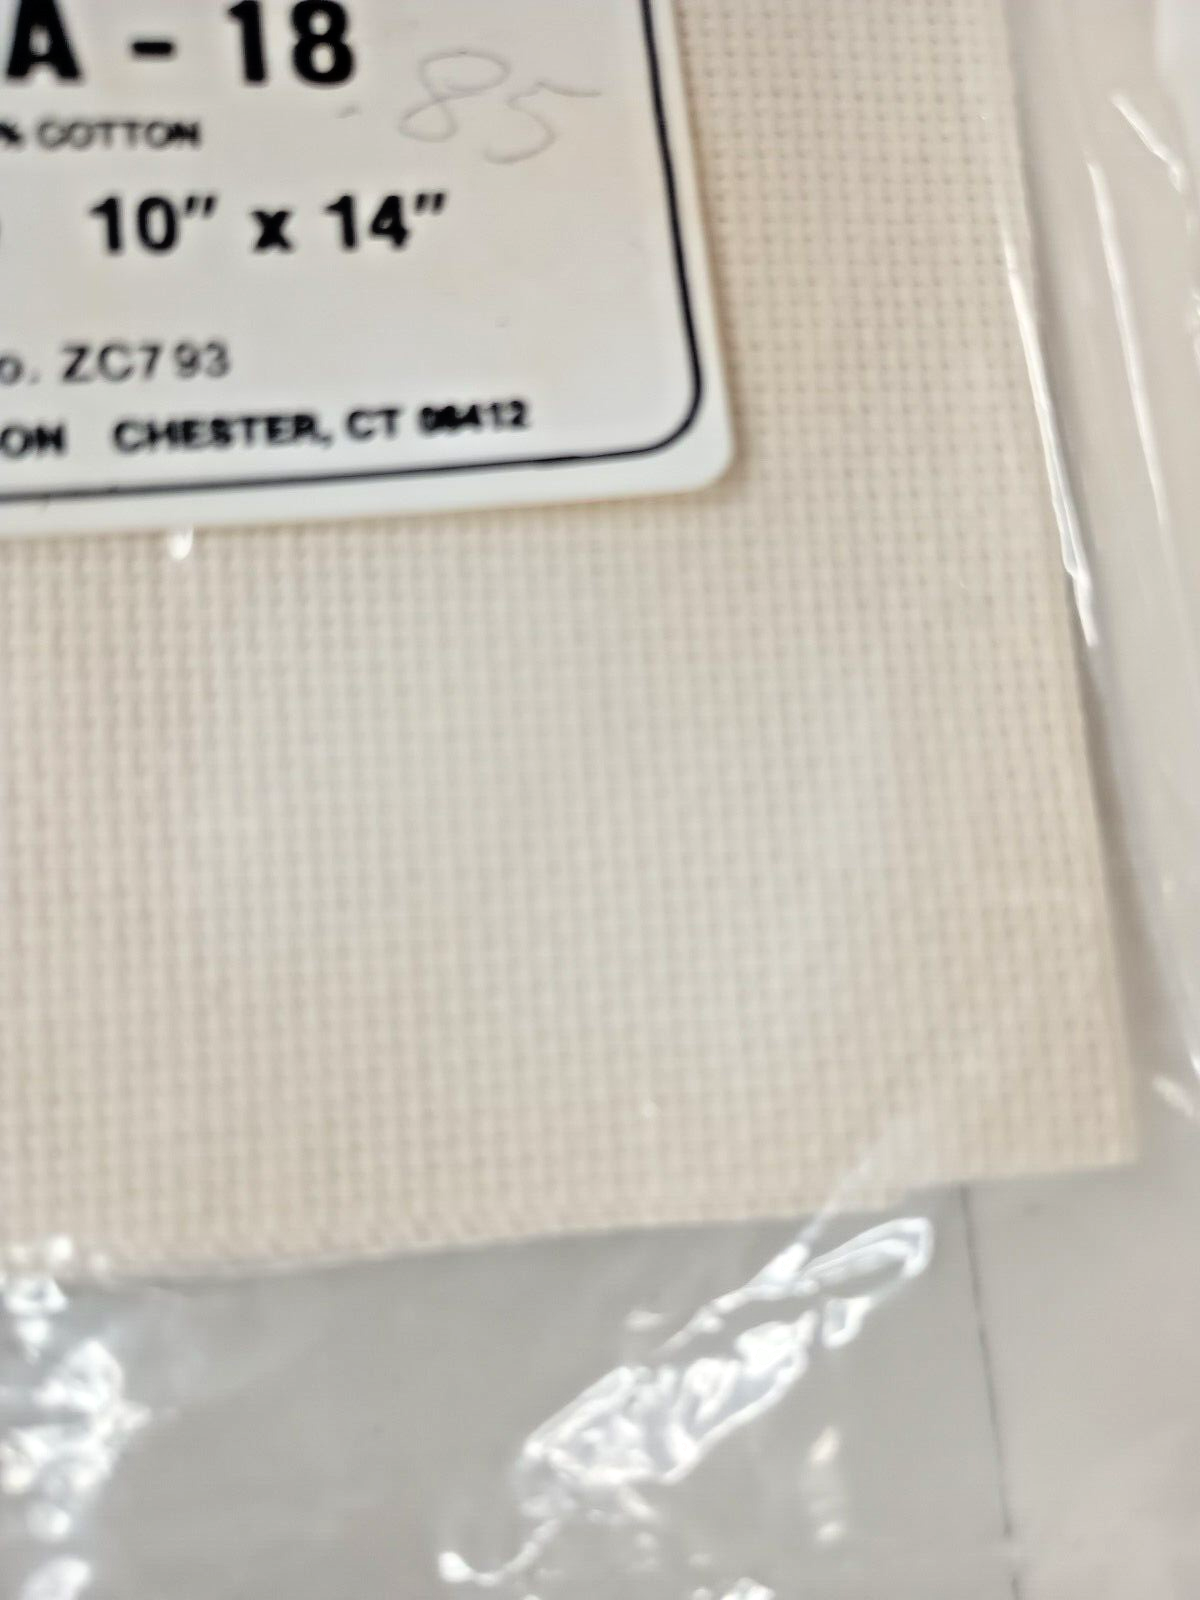 A - 18
.85
% COTTON
10" x 14"
o. ZC793
ON CHESTER, CT 06412